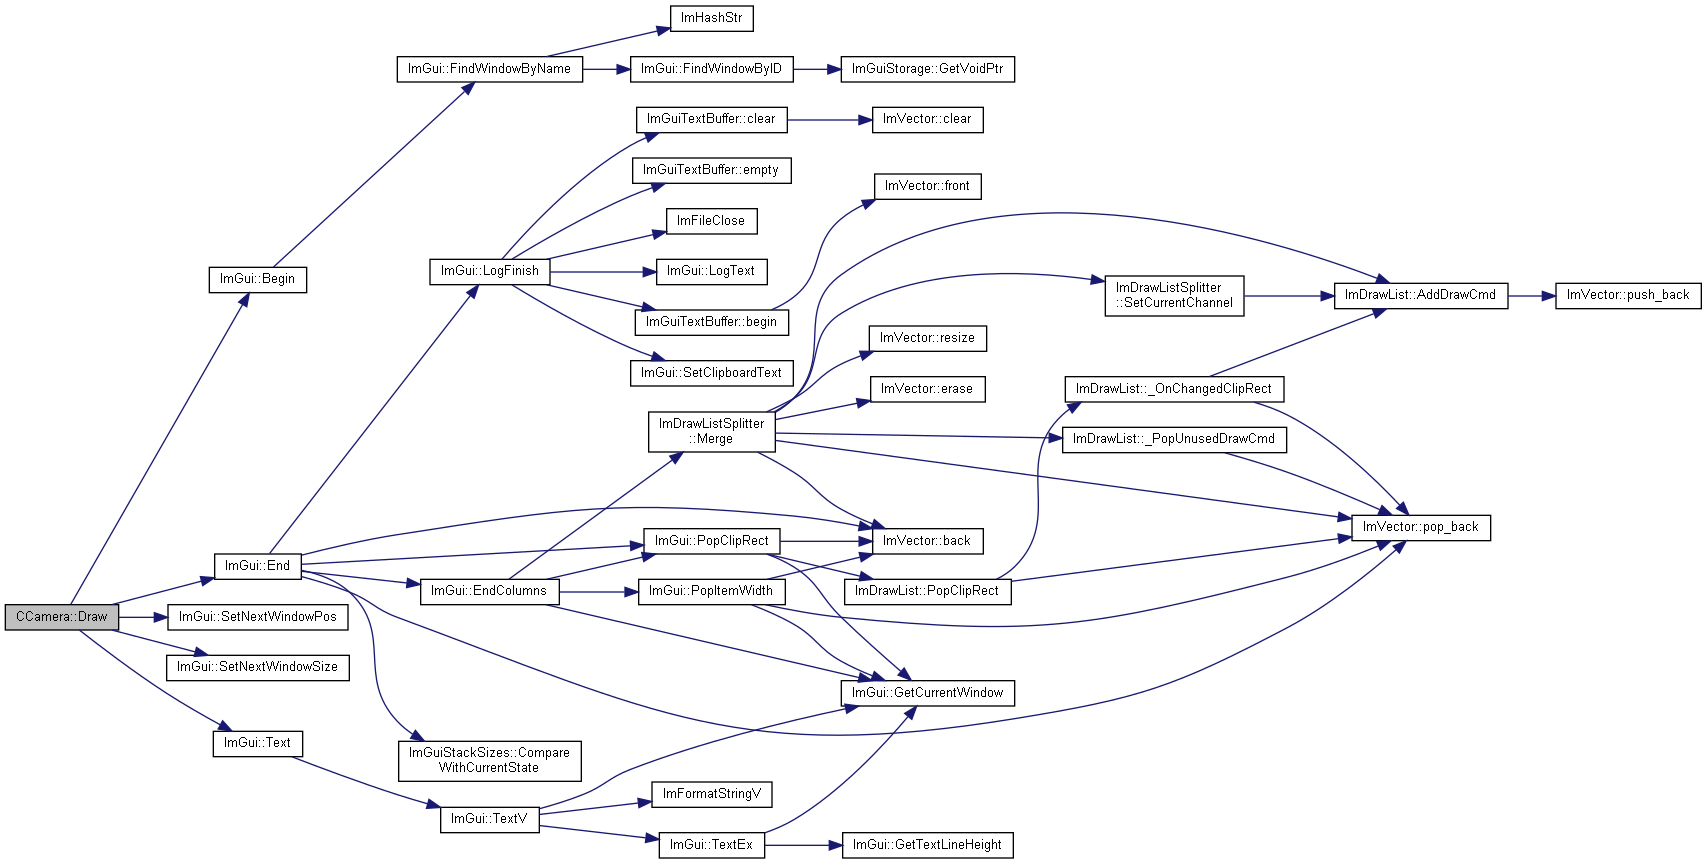 ImHashStr
ImGui::FindWindowByName
ImGui::FindWindowByID
ImGuiStorage::GetVoidPtr
ImGuiTextBuffer::clear
ImVector::clear
ImGuiTextBuffer::empty
ImVector::front
ImFileClose
ImGui::LogFinish
ImGui::LogText
ImGui::Begin
ImDrawListSplitter
::SetCurrentChannel
ImDrawList::AddDrawCmd
ImVector::push_back
ImGuiTextBuffer::begin
ImVector::resize
ImGui::SetClipboardText
ImVector::erase
ImDrawList::_OnChangedClipRect
ImDrawListSplitter
::Merge
ImDrawList::_PopUnusedDrawCmd
ImVector::pop_back
ImGui::PopClipRect
ImVector::back
ImGui::End
ImGui::EndColumns
ImGui::PopItemWidth
ImDrawList::PopClipRect
CCamera::Draw
ImGui::SetNextWindowPos
ImGui::SetNextWindowSize
ImGui::GetCurrentWindow
ImGui::Text
ImGuiStackSizes::Compare
WithCurrentState
ImFormatStringV
ImGui::TextV
ImGui::TextEx
ImGui::GetTextLineHeight